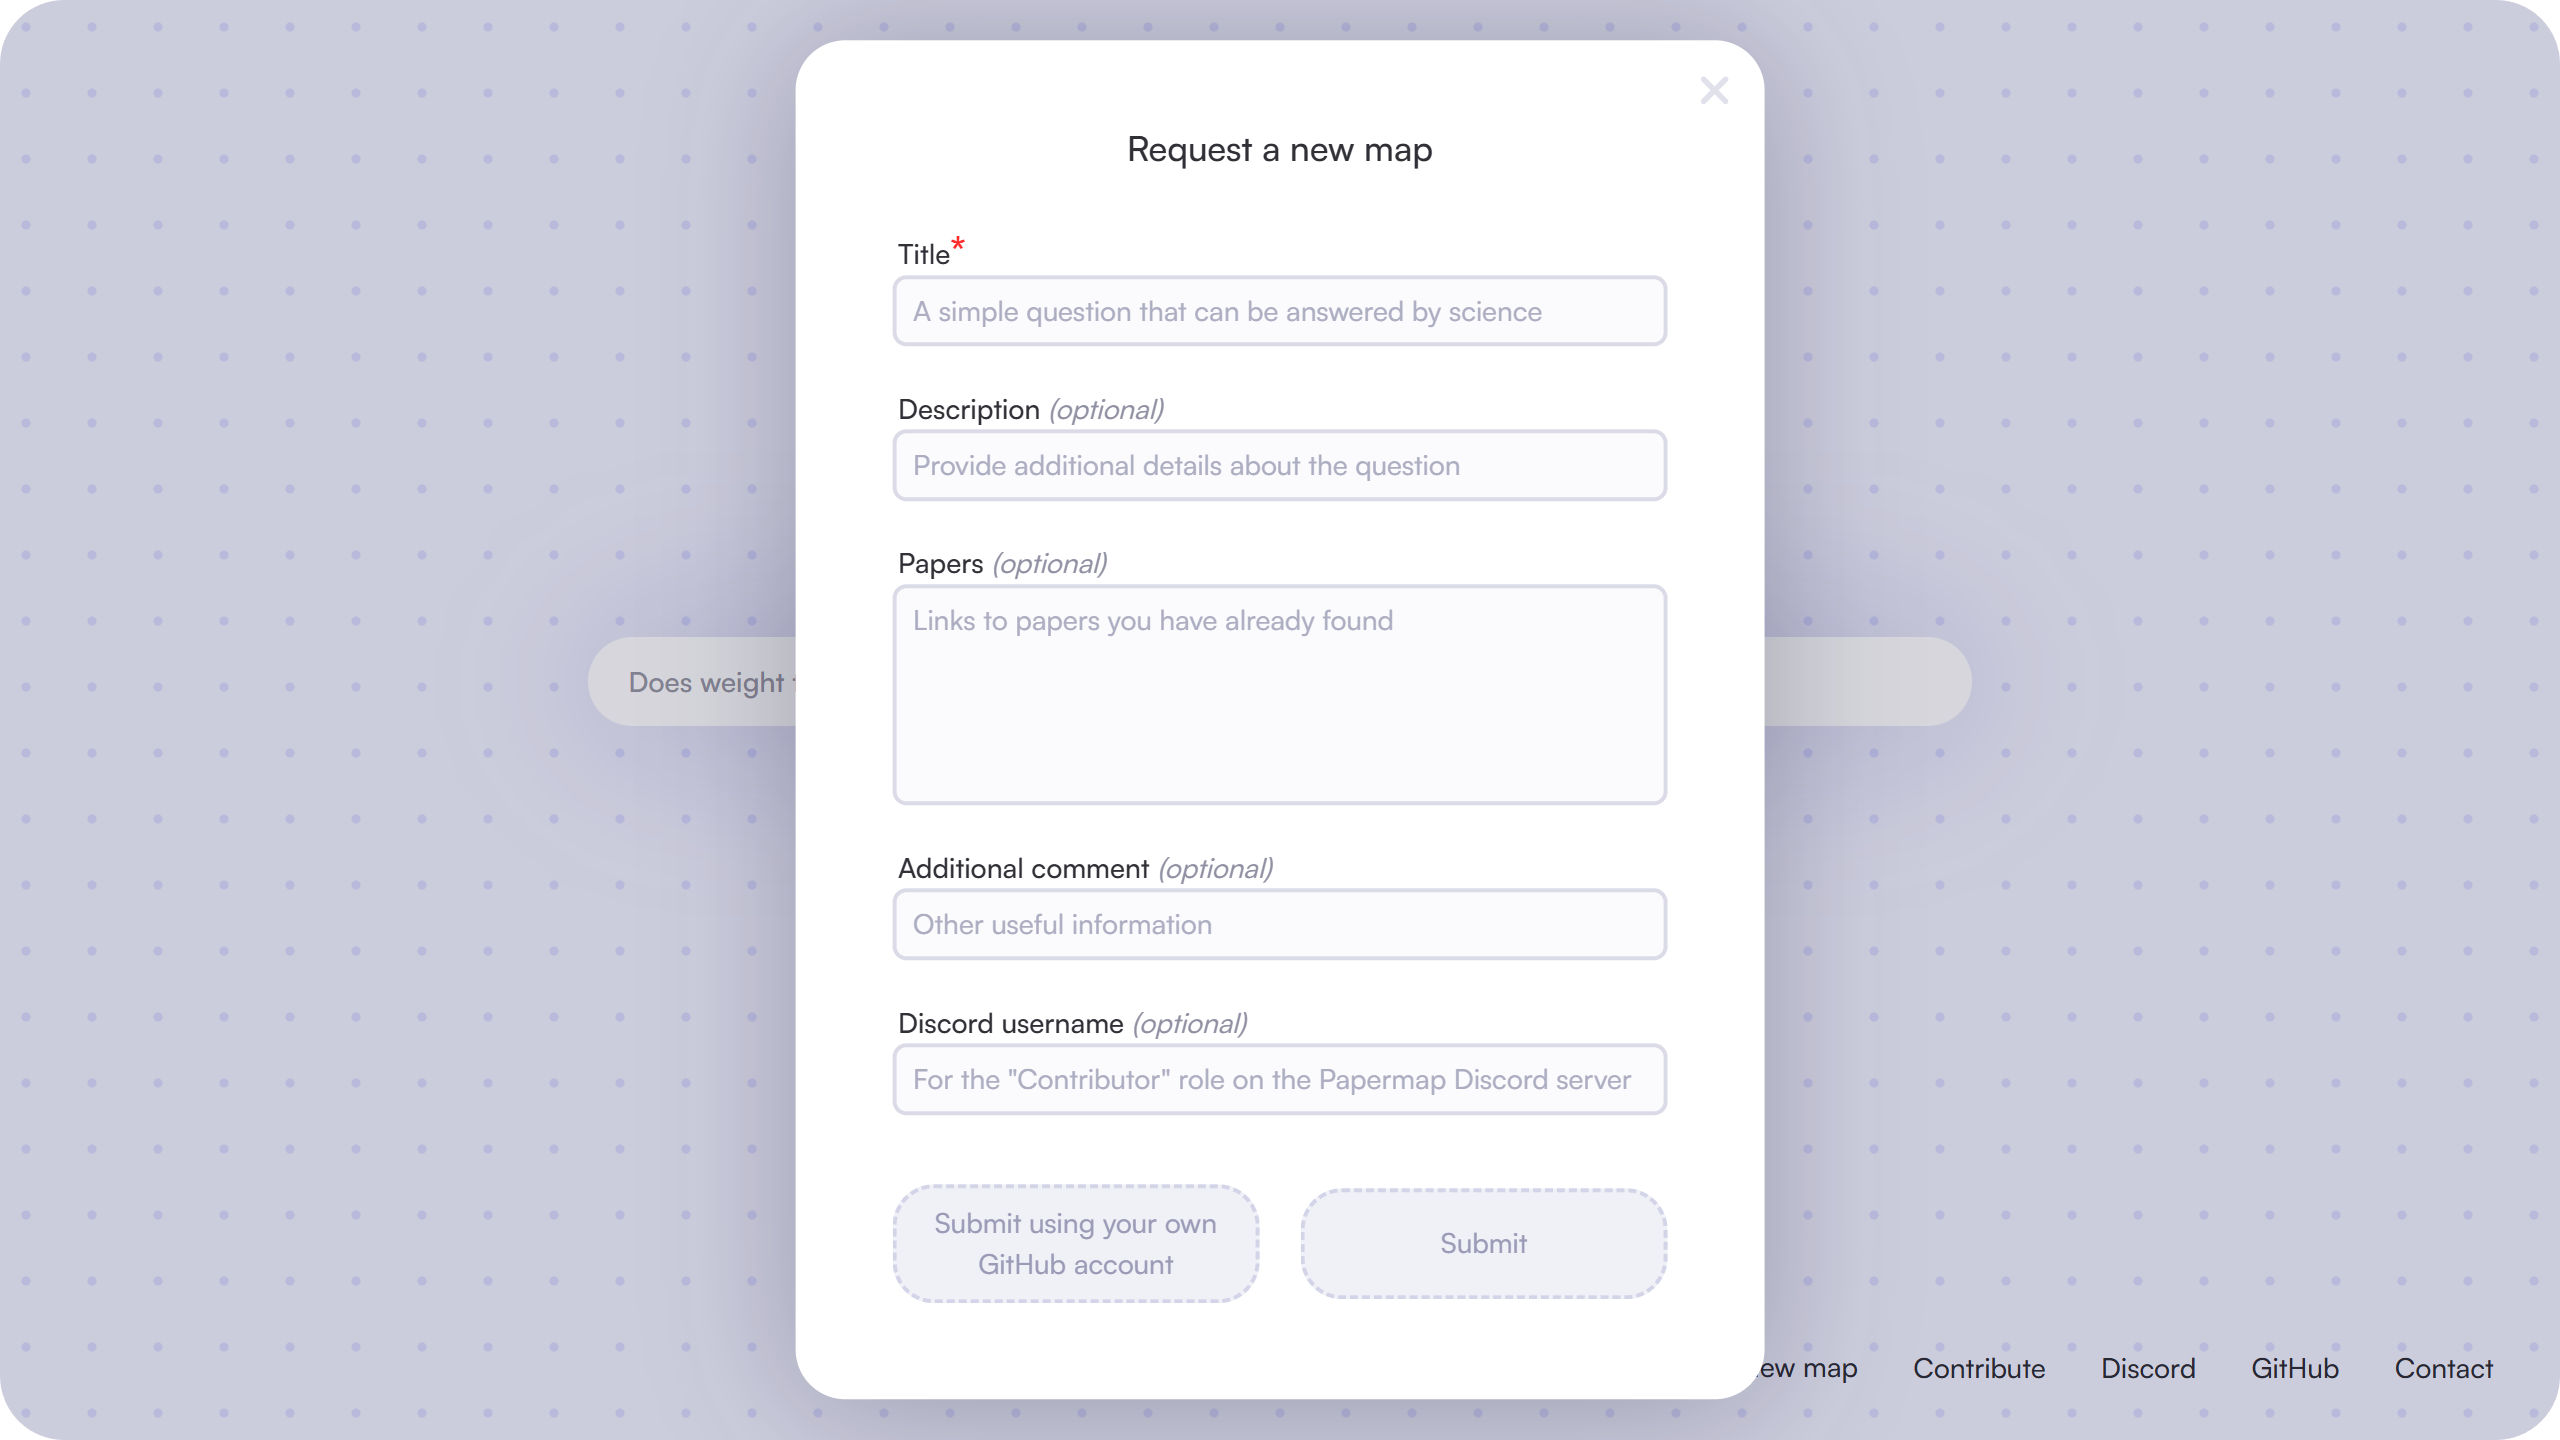 Request a new map
Title*
A simple question that can be answered by science
Description (optional)
Provide additional details about the question
Papers (optional)
Links to papers you have already found
Does weight
Additional comment (optional)
Other useful information
Discord username (optional)
For the "Contributor" role on the Papermap Discord server
Submit using your own
GitHub account
Submit
map Contribute Discord GitHub Contact